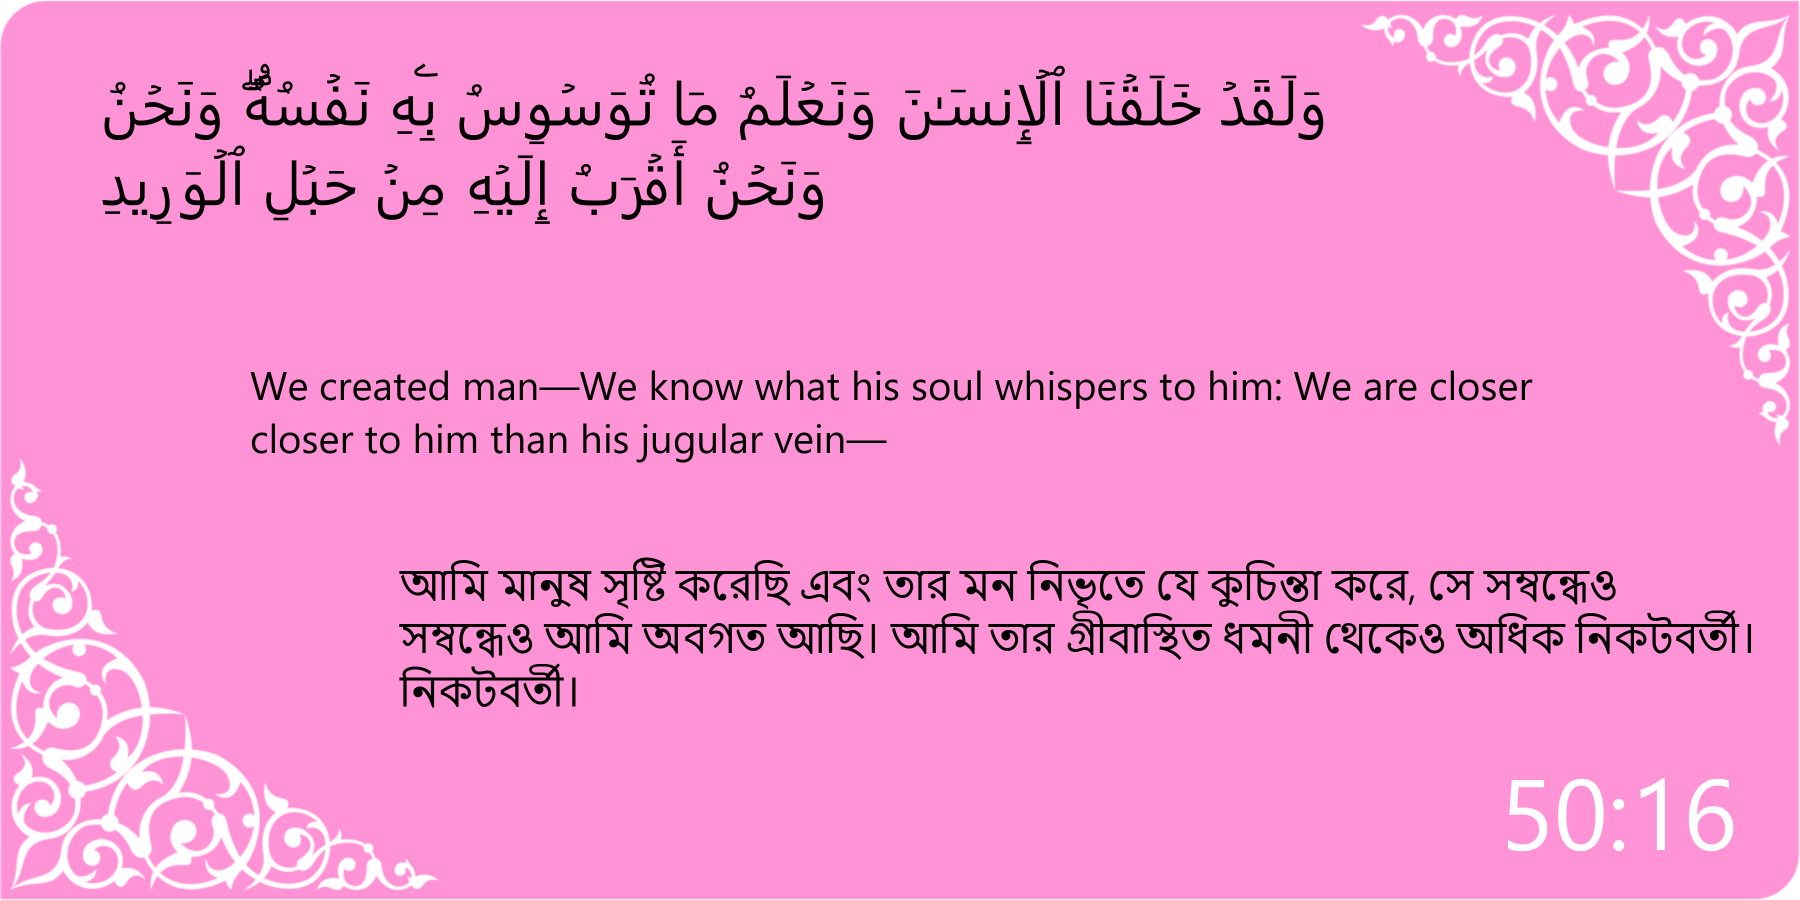 وَلَقَدۡ خَلَقۡنَا ٱلۡإِنسَـٰنَ وَنَعۡلَمُ مَا تُوَسۡوِسُ بِهِۦ نَفۡسُهُۥۖ وَنَحۡنُ
وَنَحۡنُ أَقۡرَبُ إِلَيۡهِ مِنۡ حَبۡلِ ٱلۡوَرِيدِ
We created man—We know what his soul whispers to him: We are closer
closer to him than his jugular vein—
আমি মানুষ সৃষ্টি করেছি এবং তার মন নিভৃতে যে কুচিন্তা করে, সে সম্বন্ধেও
সম্বন্ধেও আমি অবগত আছি। আমি তার গ্রীবাস্থিত ধমনী থেকেও অধিক নিকটবর্তী।
নিকটবর্তী।
50:16